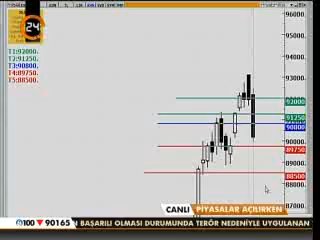 24
T1:92000.
T2:91250.
T3:90800.
T4:89750.
T5:88500.
96000
95000
94000
93000
92000
91250
90800
90000
89750
88500
88000
87000
CANLI PİYASALAR AÇILIRKEN
100 90165 N BAŞARILI OLMASI DURUMUNDA TERÖR NEDENİYLE UYGULANAN